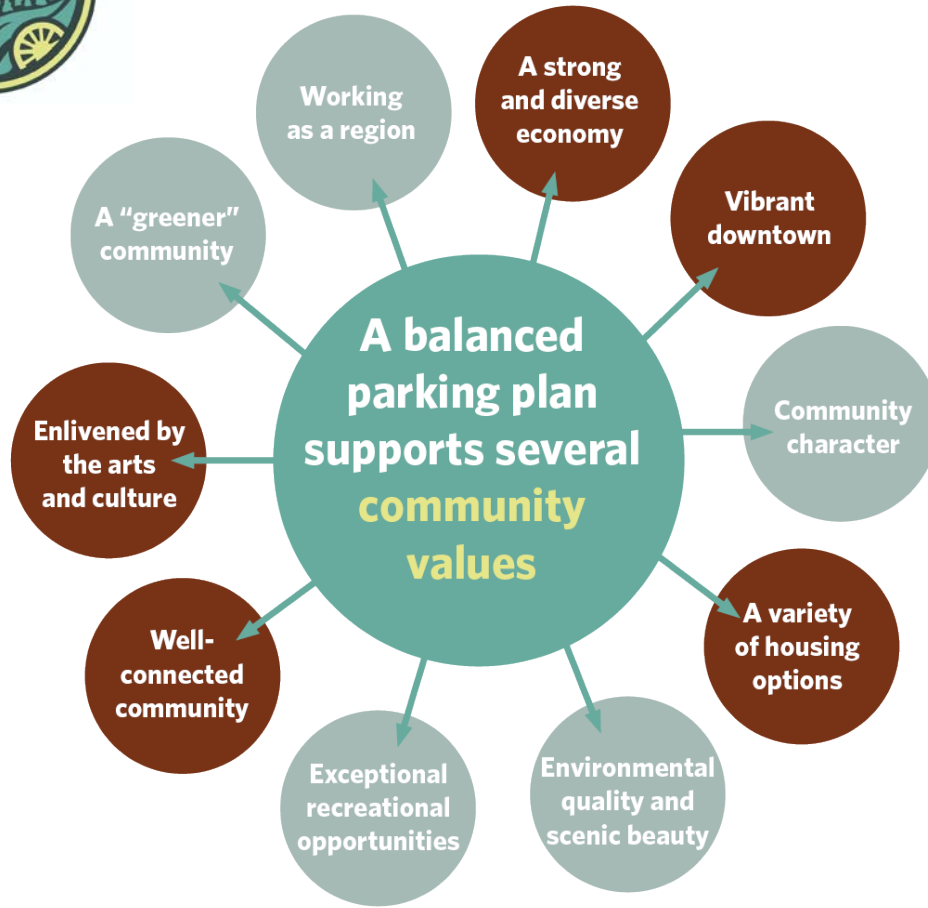 A balanced
parking plan
supports several
community
values
Working
as a region
A strong
and diverse
economy
Vibrant
downtown
Community
character
A variety
of housing
options
Environmental
quality and
scenic beauty
Exceptional
recreational
opportunities
Well-
connected
community
Enlivened by
the arts
and culture
A “greener”
community